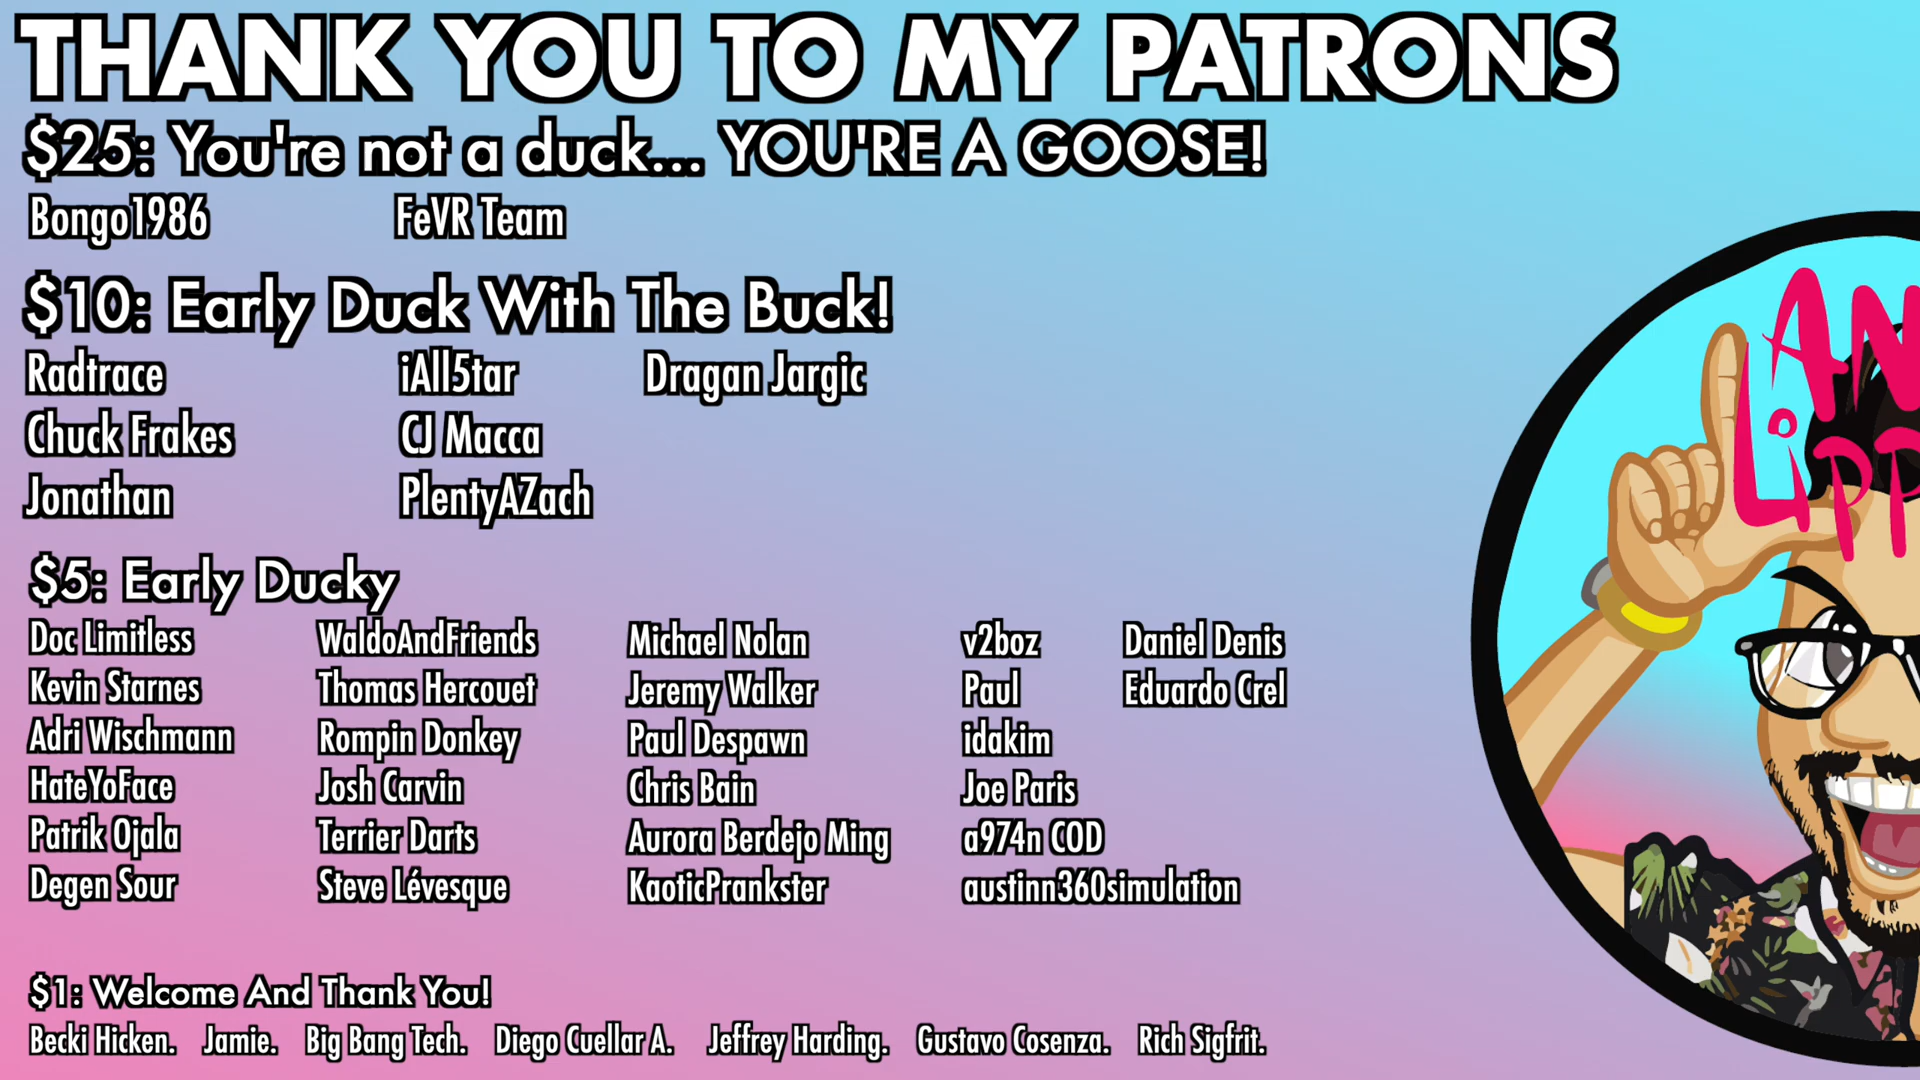 THANK YOU TO MY PATRONS
$25: You're not a duck... YOU'RE A GOOSE!
Bongo1986 FeVR Team
$10: Early Duck With The Buck!
Radtrace iAll5tar Dragan Jargic
Chuck Frakes CJ Macca
Jonathan PlentyAZach
$5: Early Ducky
Doc Limitless WaldoAndFriends Michael Nolan v2boz Daniel Denis
Kevin Starnes Thomas Hercouet Jeremy Walker Paul Eduardo Crel
Adri Wischmann Rompin Donkey Paul Despawn idakim
HateYoFace Josh Carvin Chris Bain Joe Paris
Patrik Ojala Terrier Darts Aurora Berdejo Ming a974n COD
Degen Sour Steve Lévesque KaoticPrankster austinn360simulation
$1: Welcome And Thank You!
Becki Hicken. Jamie. Big Bang Tech. Diego Cuellar A. Jeffrey Harding. Gustavo Cosenza. Rich Sigfrit.